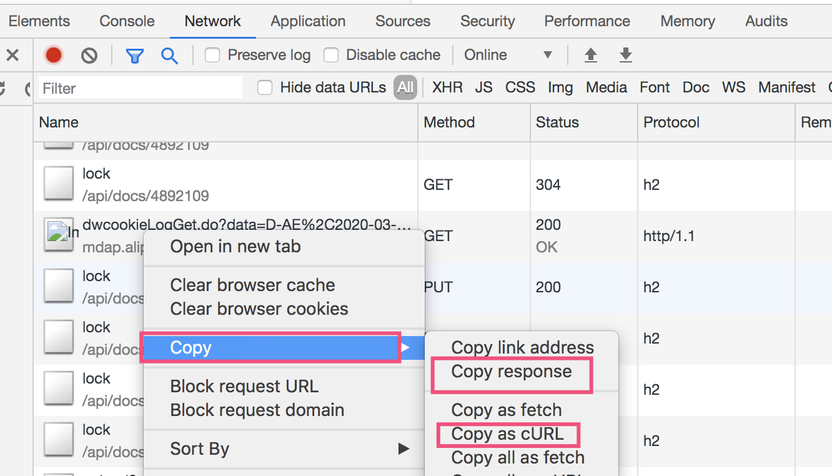 Elements Console Network Application Sources Security Performance Memory Audits
Preserve log Disable cache Online
Filter Hide data URLs All XHR JS CSS Img Media Font Doc WS Manifest
Name Method Status Protocol Rem
/api/docs/4892109
lock
/api/docs/4892109 GET 304 h2
dwcookieLogGet.do?data=D-AE%2C2020-03-...
mdap.alip GET 200 OK http/1.1
Open in new tab
lock
/api/docs PUT 200 h2
Clear browser cache
Clear browser cookies
lock
/api/docs h2
Copy
Copy link address
Copy response
lock
/api/docs h2
Block request URL
Block request domain
Copy as fetch
lock
/api/docs h2
Copy as cURL
Sort By
Copy all as fetch